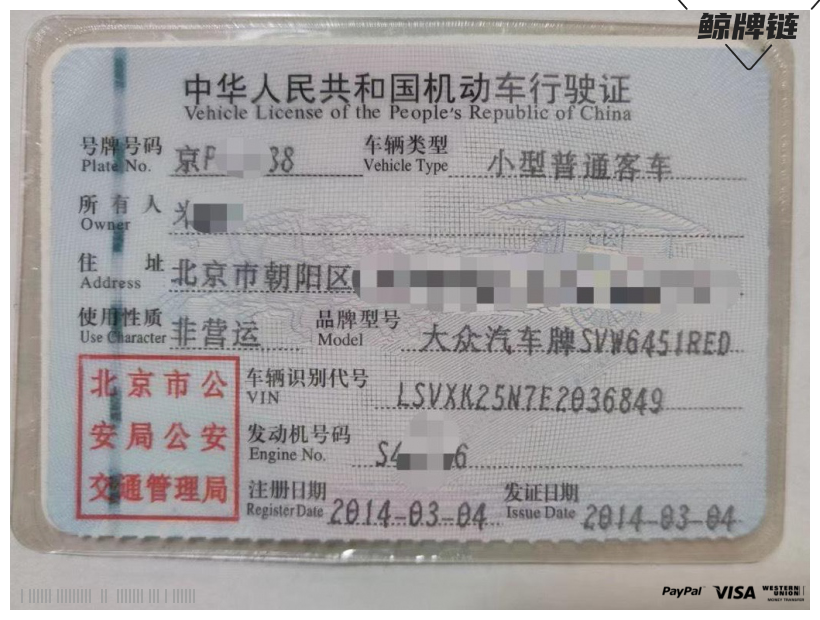 鲸牌链
中华人民共和国机动车行驶证
Vehicle License of the People's Republic of China
号牌号码 京P 38 车辆类型 小型普通客车
Plate No. Vehicle Type
所有人
Owner
住址 北京市朝阳区
Address
使用性质 非营运 品牌型号 大众汽车牌SVW6451RED
Use Character Model
北京市公 车辆识别代号 LSVXK25N7E2036849
VIN
安局公安 发动机号码 S4 6
Engine No.
交通管理局 注册日期 2014-03-04 发证日期 2014-03-04
Register Date Issue Date
PayPal VISA WESTERN UNION
MONEY TRANSFER